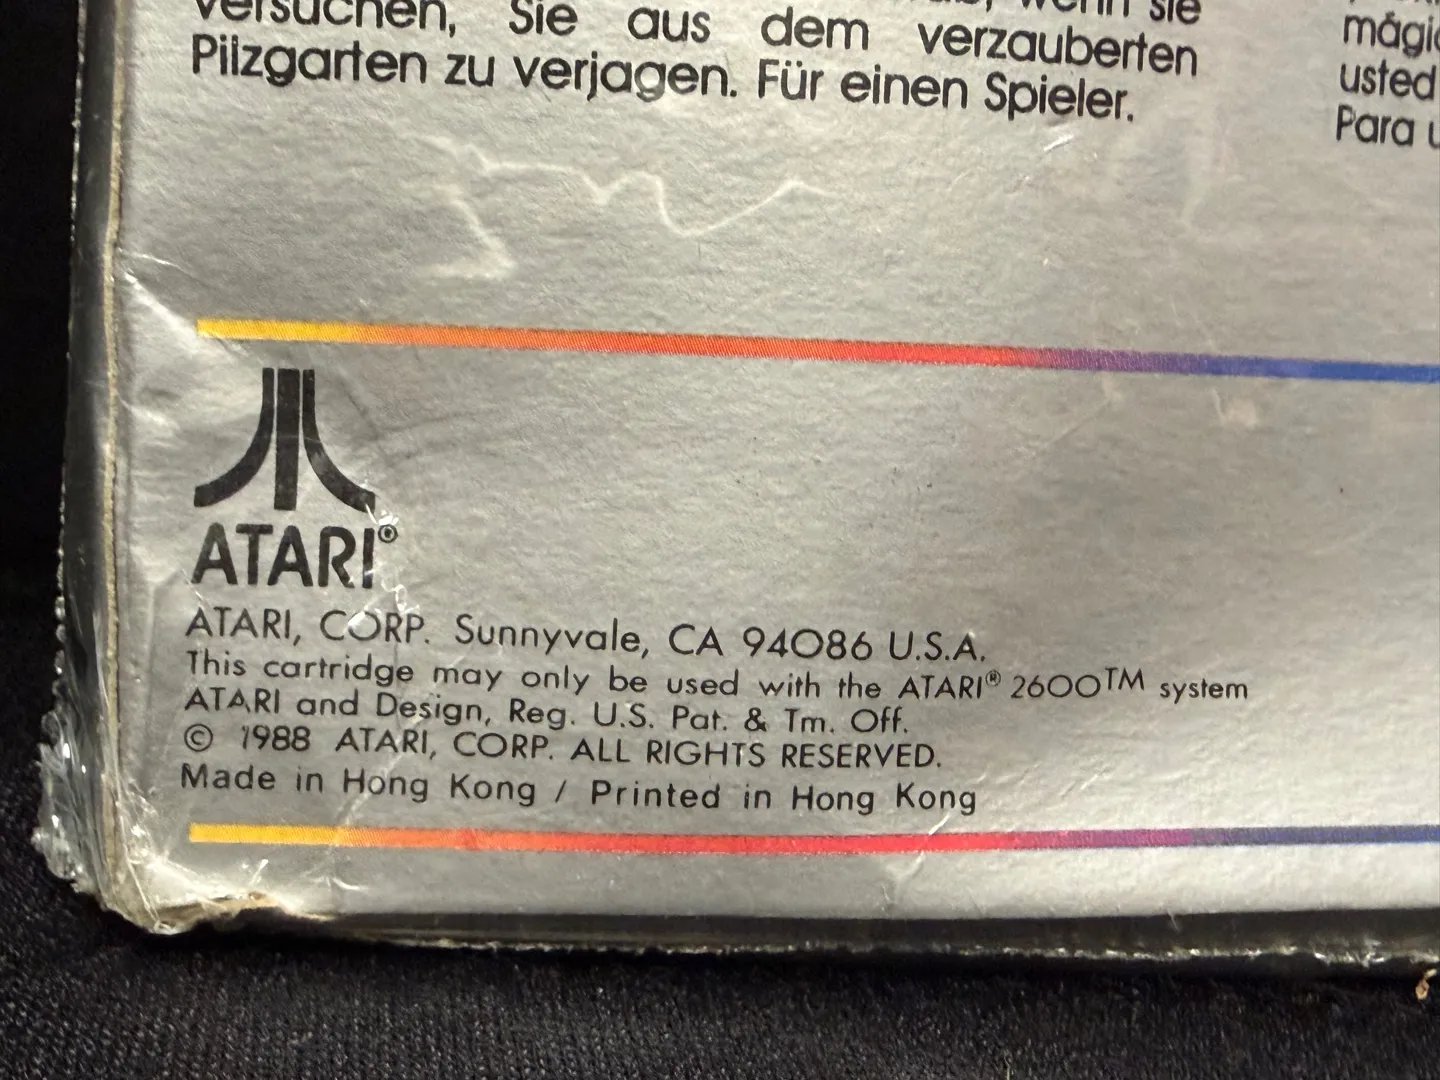 versuchen, Sie aus dem verzauberten
Pilzgarten zu verjagen. Für einen Spieler.
usted
Para
ATARI®
ATARI, CORP. Sunnyvale, CA 94086 U.S.A.
This cartridge may only be used with the ATARI® 2600™ system
ATARI and Design, Reg. U.S. Pat. & Tm. Off.
© 1988 ATARI, CORP. ALL RIGHTS RESERVED.
Made in Hong Kong / Printed in Hong Kong